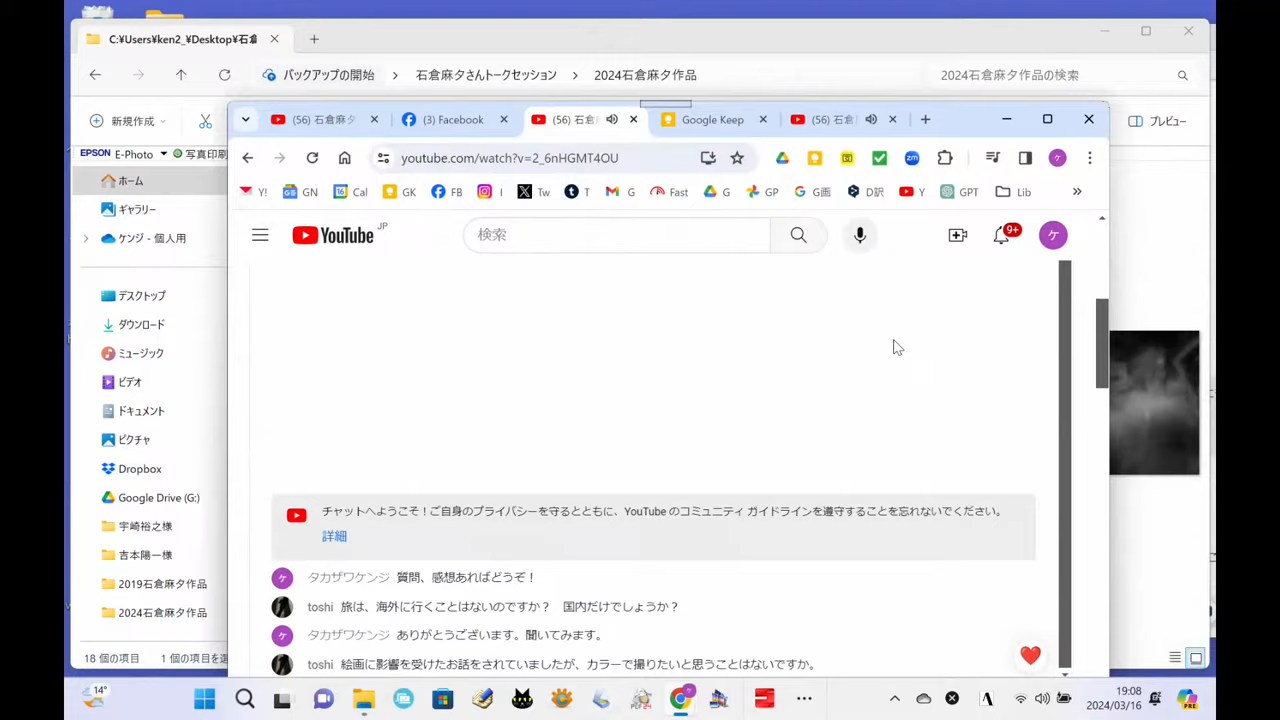 C:¥Users¥ken2_¥Desktop¥石倉
バックアップの開始 › 石倉麻夕さんトークセッション › 2024石倉麻夕作品
2024石倉麻夕作品の検索
新規作成
プレビュー
EPSON E-Photo 写真印刷
(56) 石倉麻夕
(3) Facebook
(56) 石倉
Google Keep
(56) 石倉
youtube.com/watch?v=2_6nHGMT4OU
Y!
GN
Cal
GK
FB
I
Tw
T
G
Fast
G
GP
G画
D訳
Y
GPT
Lib
YouTube JP
検索
9+
ケ
ホーム
ギャラリー
ケンジ - 個人用
デスクトップ
ダウンロード
ミュージック
ビデオ
ドキュメント
ピクチャ
Dropbox
Google Drive (G:)
宇崎裕之様
吉本陽一様
2019石倉麻夕作品
2024石倉麻夕作品
チャットへようこそ！ご自身のプライバシーを守るとともに、YouTube のコミュニティ ガイドラインを遵守することを忘れないでください。
詳細
タカザワケンジ 質問、感想あればどうぞ！
toshi 旅は、海外に行くことはないのですか？ 国内だけでしょうか？
タカザワケンジ ありがとうございます。聞いてみます。
toshi 絵画に影響を受けたお話をされていましたが、カラーで撮りたいと思うことはないですか。
18 個の項目
1 個の項目を選
14°
19:08
2024/03/16